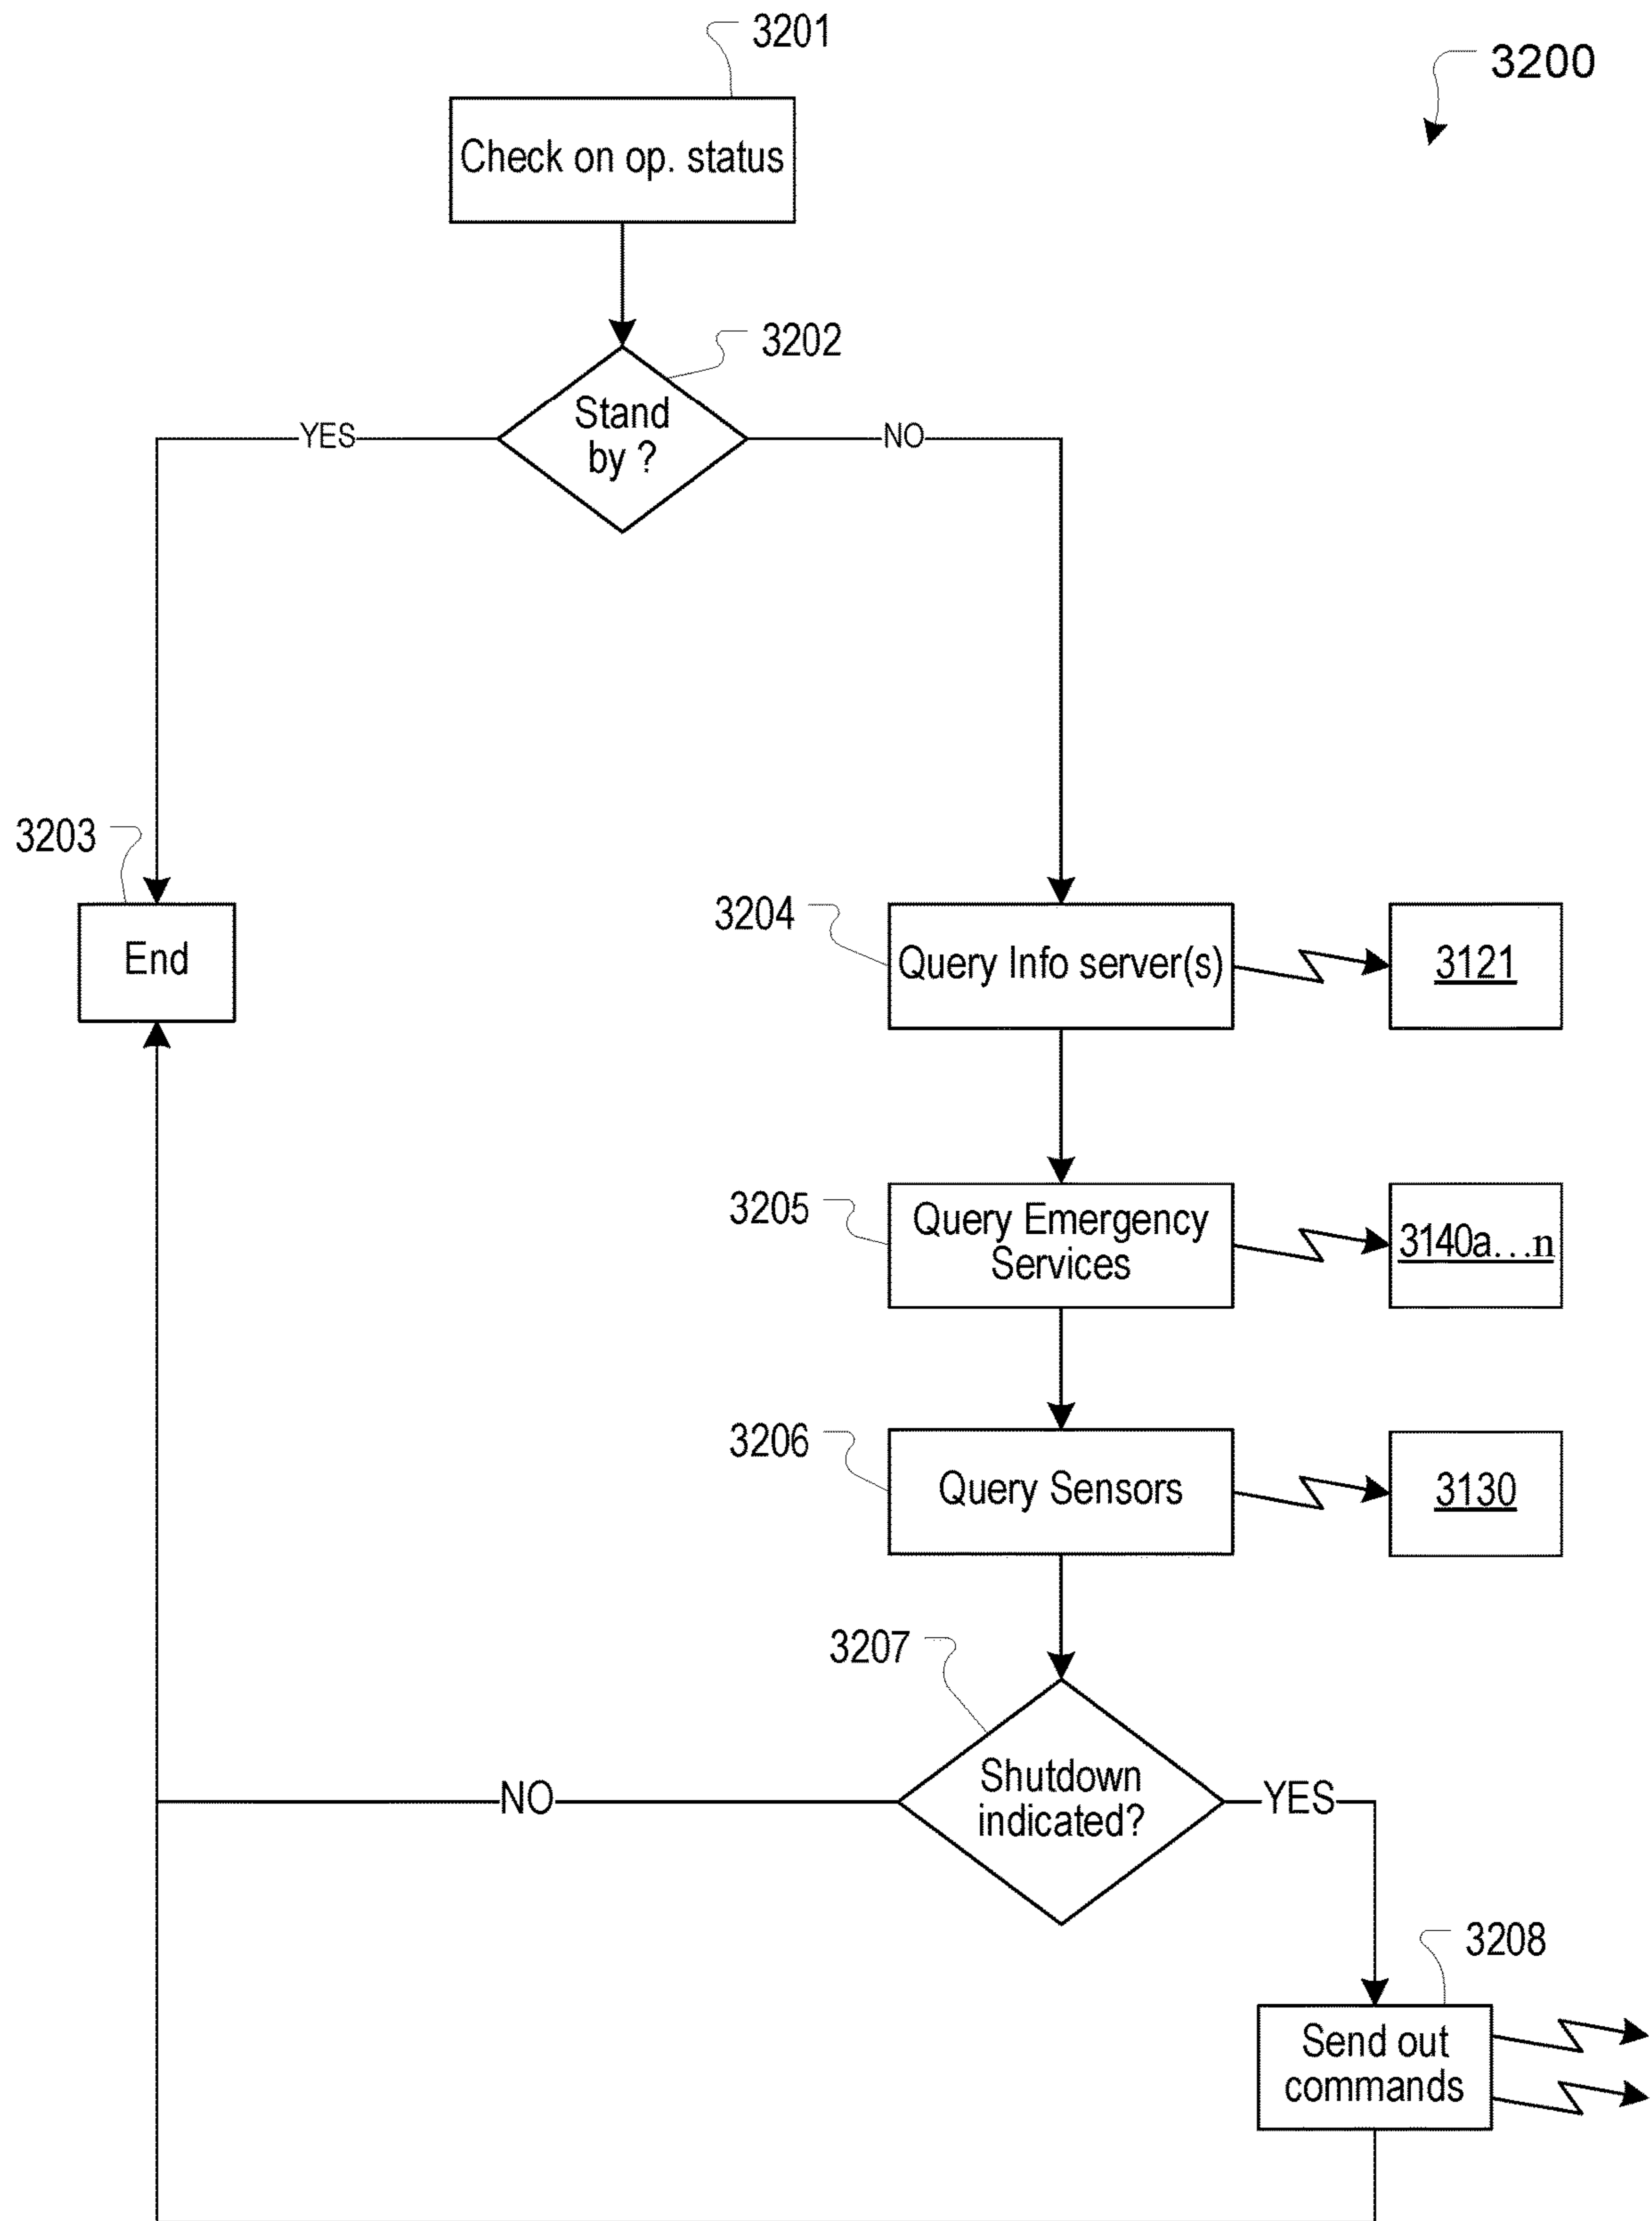 3201
3200
Check on op. status
3202
Stand
by ?
YES
NO
3203
End
3204
Query Info server(s)
3121
3205
Query Emergency
Services
3140a...n
3206
Query Sensors
3130
3207
Shutdown
indicated?
NO
YES
3208
Send out
commands